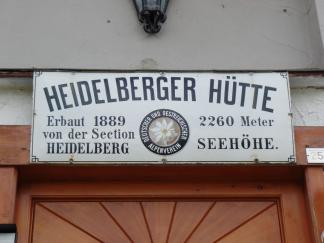 HEIDELBERGER HÜTTE
Erbaut 1889
von der Section
HEIDELBERG
DEUTSCHER UND OESTERREICHISCHER
ALPENVEREIN
2260 Meter
SEEHÖHE.